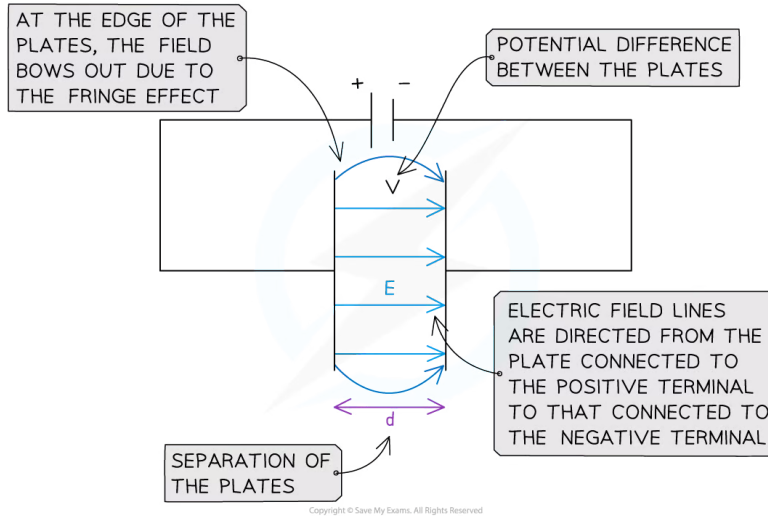 AT THE EDGE OF THE
PLATES, THE FIELD
BOWS OUT DUE TO
THE FRINGE EFFECT
POTENTIAL DIFFERENCE
BETWEEN THE PLATES
+ −
V
E
ELECTRIC FIELD LINES
ARE DIRECTED FROM THE
PLATE CONNECTED TO
THE POSITIVE TERMINAL
TO THAT CONNECTED TO
THE NEGATIVE TERMINAL
d
SEPARATION OF
THE PLATES
Copyright © Save My Exams. All Rights Reserved